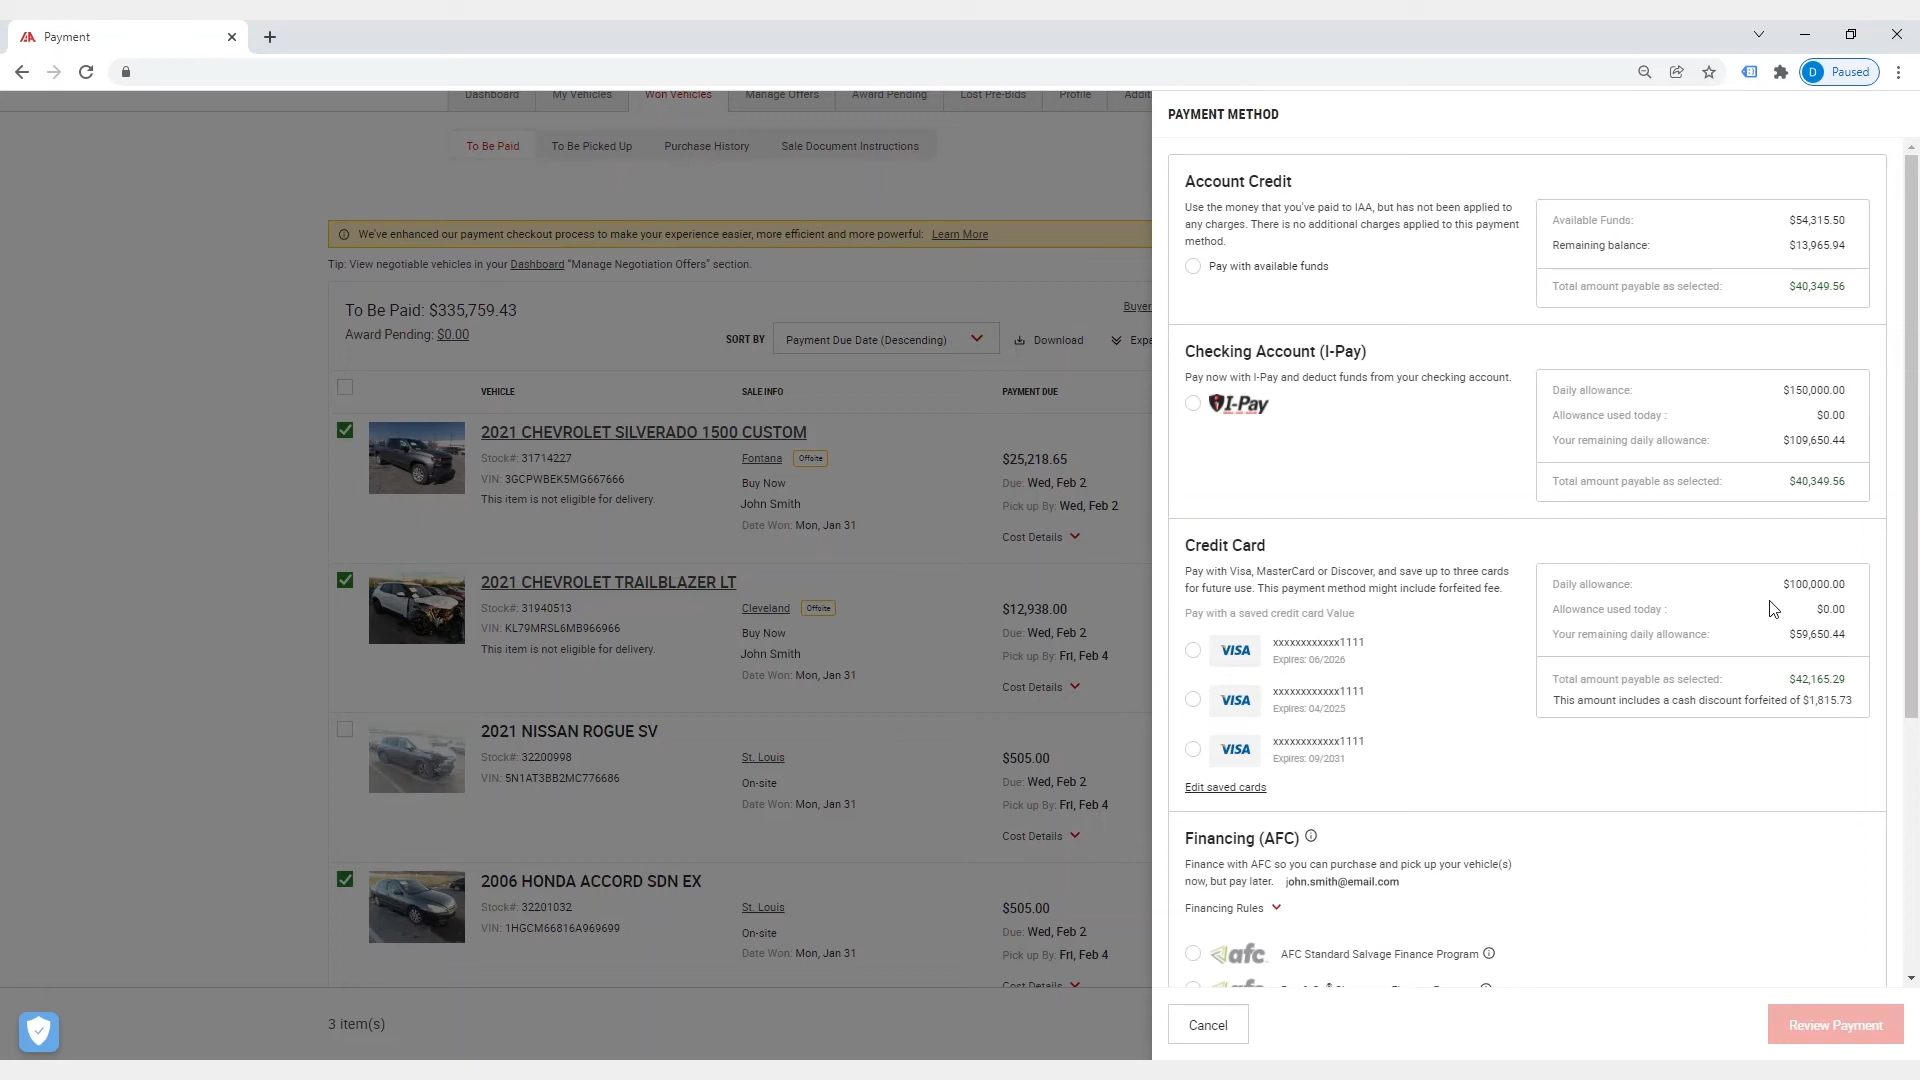 Payment
D Paused
Dashboard My Vehicles Won Vehicles Manage Offers Award Pending Lost Pre-Bids Profile
To Be Paid To Be Picked Up Purchase History Sale Document Instructions
We've enhanced our payment checkout process to make your experience easier, more efficient and more powerful: Learn More
Tip: View negotiable vehicles in your Dashboard "Manage Negotiation Offers" section.
To Be Paid: $335,759.43
Buyer
Award Pending: $0.00
SORT BY Payment Due Date (Descending) Download
VEHICLE SALE INFO PAYMENT DUE
2021 CHEVROLET SILVERADO 1500 CUSTOM
Stock#: 31714227
VIN: 3GCPWBEK5MG667666
This item is not eligible for delivery.
Fontana Offsite
Buy Now
John Smith
Date Won: Mon, Jan 31
$25,218.65
Due: Wed, Feb 2
Pick up By: Wed, Feb 2
Cost Details
2021 CHEVROLET TRAILBLAZER LT
Stock#: 31940513
VIN: KL79MRSL6MB966966
This item is not eligible for delivery.
Cleveland Offsite
Buy Now
John Smith
Date Won: Mon, Jan 31
$12,938.00
Due: Wed, Feb 2
Pick up By: Fri, Feb 4
Cost Details
2021 NISSAN ROGUE SV
Stock#: 32200998
VIN: 5N1AT3BB2MC776686
St. Louis
On-site
Date Won: Mon, Jan 31
$505.00
Due: Wed, Feb 2
Pick up By: Fri, Feb 4
Cost Details
2006 HONDA ACCORD SDN EX
Stock#: 32201032
VIN: 1HGCM66816A969699
St. Louis
On-site
Date Won: Mon, Jan 31
$505.00
Due: Wed, Feb 2
Pick up By: Fri, Feb 4
Cost Details
3 item(s)
PAYMENT METHOD
Account Credit
Use the money that you've paid to IAA, but has not been applied to
any charges. There is no additional charges applied to this payment
method.
Pay with available funds
Available Funds: $54,315.50
Remaining balance: $13,965.94
Total amount payable as selected: $40,349.56
Checking Account (I-Pay)
Pay now with I-Pay and deduct funds from your checking account.
I-Pay
Daily allowance: $150,000.00
Allowance used today : $0.00
Your remaining daily allowance: $109,650.44
Total amount payable as selected: $40,349.56
Credit Card
Pay with Visa, MasterCard or Discover, and save up to three cards
for future use. This payment method might include forfeited fee.
Pay with a saved credit card Value
VISA xxxxxxxxxxxx1111
Expires: 06/2026
VISA xxxxxxxxxxxx1111
Expires: 04/2025
VISA xxxxxxxxxxxx1111
Expires: 09/2031
Edit saved cards
Daily allowance: $100,000.00
Allowance used today : $0.00
Your remaining daily allowance: $59,650.44
Total amount payable as selected: $42,165.29
This amount includes a cash discount forfeited of $1,815.73
Financing (AFC)
Finance with AFC so you can purchase and pick up your vehicle(s)
now, but pay later. john.smith@email.com
Financing Rules
afc AFC Standard Salvage Finance Program
Cancel Review Payment